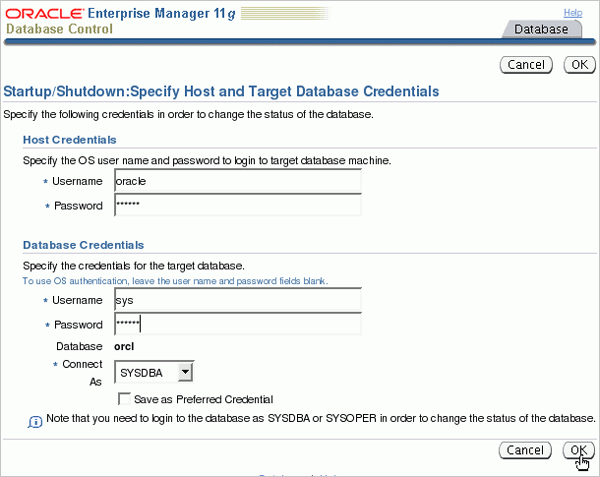 ORACLE Enterprise Manager 11g
Database Control
Help
Database
Cancel OK
Startup/Shutdown:Specify Host and Target Database Credentials
Specify the following credentials in order to change the status of the database.
Host Credentials
Specify the OS user name and password to login to target database machine.
* Username oracle
* Password ******
Database Credentials
Specify the credentials for the target database.
To use OS authentication, leave the user name and password fields blank.
* Username sys
* Password ******
Database orcl
* Connect As SYSDBA
Save as Preferred Credential
Note that you need to login to the database as SYSDBA or SYSOPER in order to change the status of the database.
Cancel OK